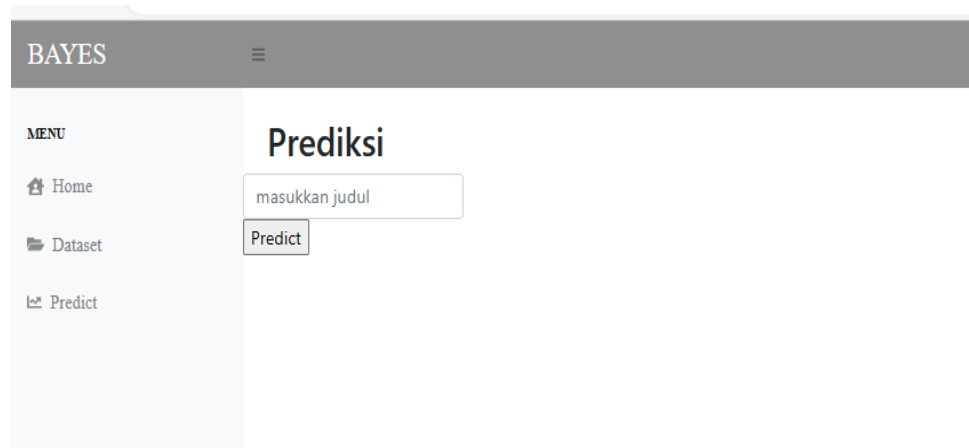 BAYES
MENU
Home
Dataset
Predict
Prediksi
masukkan judul
Predict